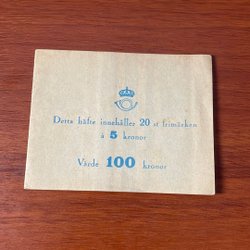 Detta häfte innehåller 20 st frimärken
à 5 kronor
Värde 100 kronor